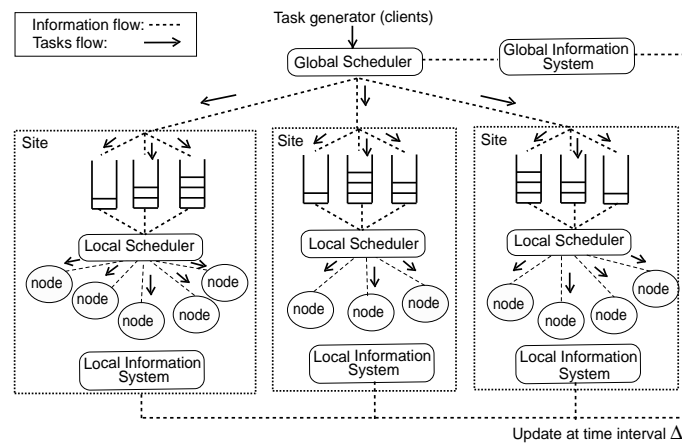 Information flow:
Tasks flow:
Task generator (clients)
Global Scheduler
Global Information
System
Site
Site
Site
Local Scheduler
Local Scheduler
Local Scheduler
node
node
node
node
node
node
node
node
node
node
node
node
Local Information
System
Local Information
System
Local Information
System
Update at time interval Δ